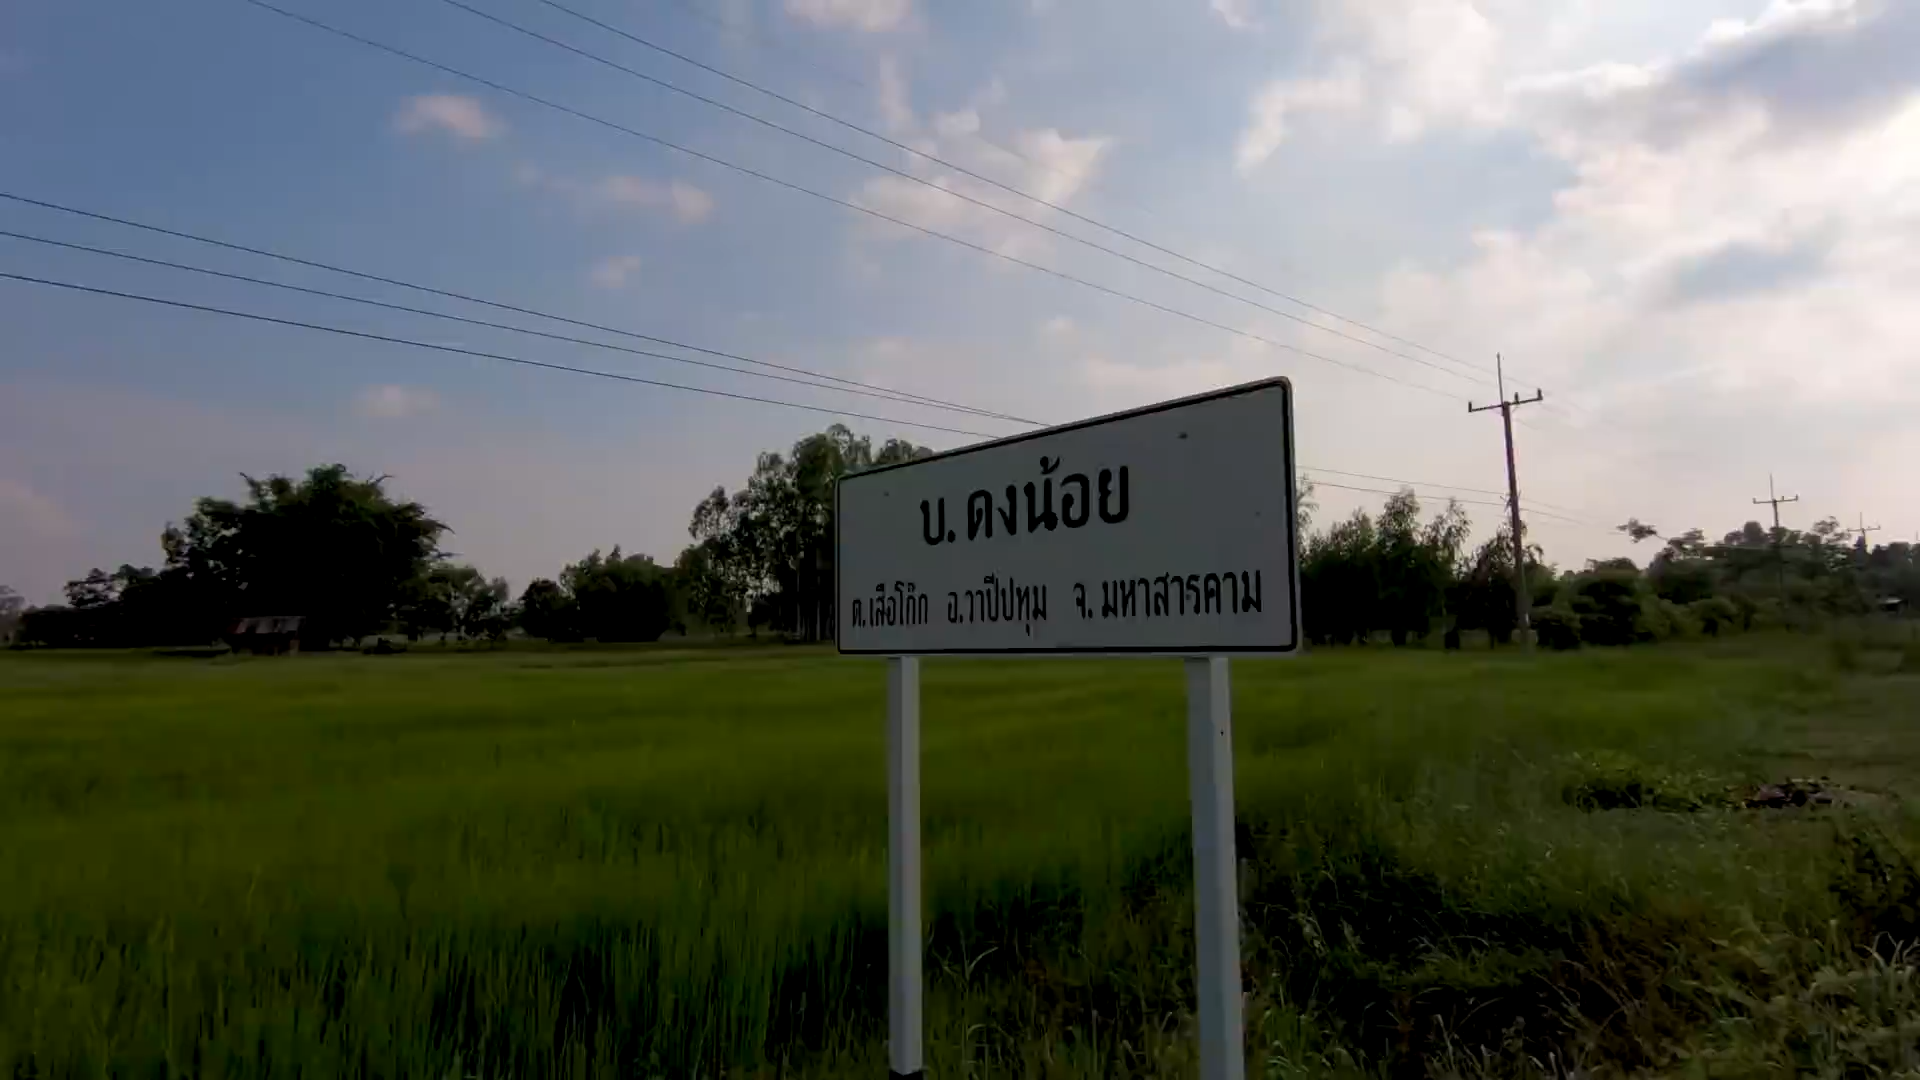 บ. ดงน้อย
ต.เสือโก๊ก อ.วาปีปทุม จ. มหาสารคาม